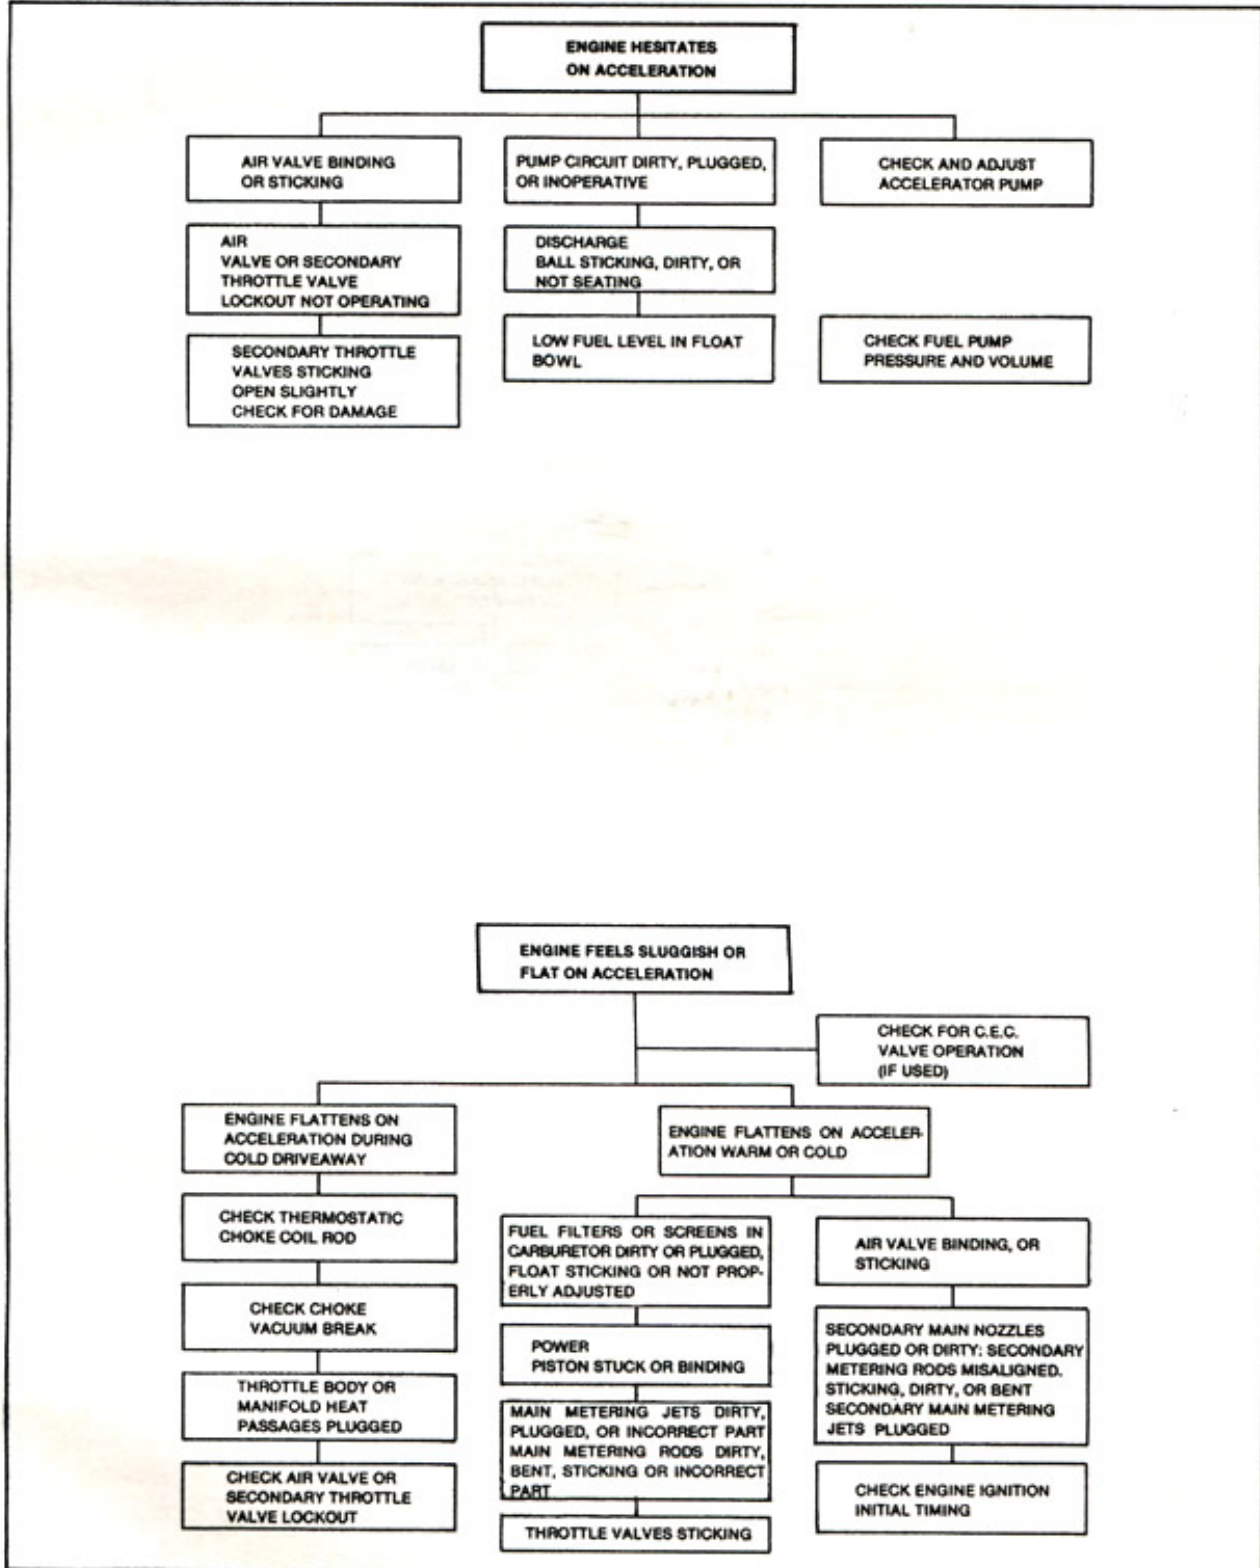 ENGINE HESITATES
ON ACCELERATION
AIR VALVE BINDING
OR STICKING
PUMP CIRCUIT DIRTY, PLUGGED,
OR INOPERATIVE
CHECK AND ADJUST
ACCELERATOR PUMP
AIR
VALVE OR SECONDARY
THROTTLE VALVE
LOCKOUT NOT OPERATING
DISCHARGE
BALL STICKING, DIRTY, OR
NOT SEATING
SECONDARY THROTTLE
VALVES STICKING
OPEN SLIGHTLY
CHECK FOR DAMAGE
LOW FUEL LEVEL IN FLOAT
BOWL
CHECK FUEL PUMP
PRESSURE AND VOLUME
ENGINE FEELS SLUGGISH OR
FLAT ON ACCELERATION
CHECK FOR C.E.C.
VALVE OPERATION
(IF USED)
ENGINE FLATTENS ON
ACCELERATION DURING
COLD DRIVEAWAY
CHECK THERMOSTATIC
CHOKE COIL ROD
CHECK CHOKE
VACUUM BREAK
THROTTLE BODY OR
MANIFOLD HEAT
PASSAGES PLUGGED
CHECK AIR VALVE OR
SECONDARY THROTTLE
VALVE LOCKOUT
ENGINE FLATTENS ON ACCELER-
ATION WARM OR COLD
FUEL FILTERS OR SCREENS IN
CARBURETOR DIRTY OR PLUGGED,
FLOAT STICKING OR NOT PROP-
ERLY ADJUSTED
POWER
PISTON STUCK OR BINDING
MAIN METERING JETS DIRTY,
PLUGGED, OR INCORRECT PART
MAIN METERING RODS DIRTY,
BENT, STICKING OR INCORRECT
PART
THROTTLE VALVES STICKING
AIR VALVE BINDING, OR
STICKING
SECONDARY MAIN NOZZLES
PLUGGED OR DIRTY; SECONDARY
METERING RODS MISALIGNED.
STICKING, DIRTY, OR BENT
SECONDARY MAIN METERING
JETS PLUGGED
CHECK ENGINE IGNITION
INITIAL TIMING